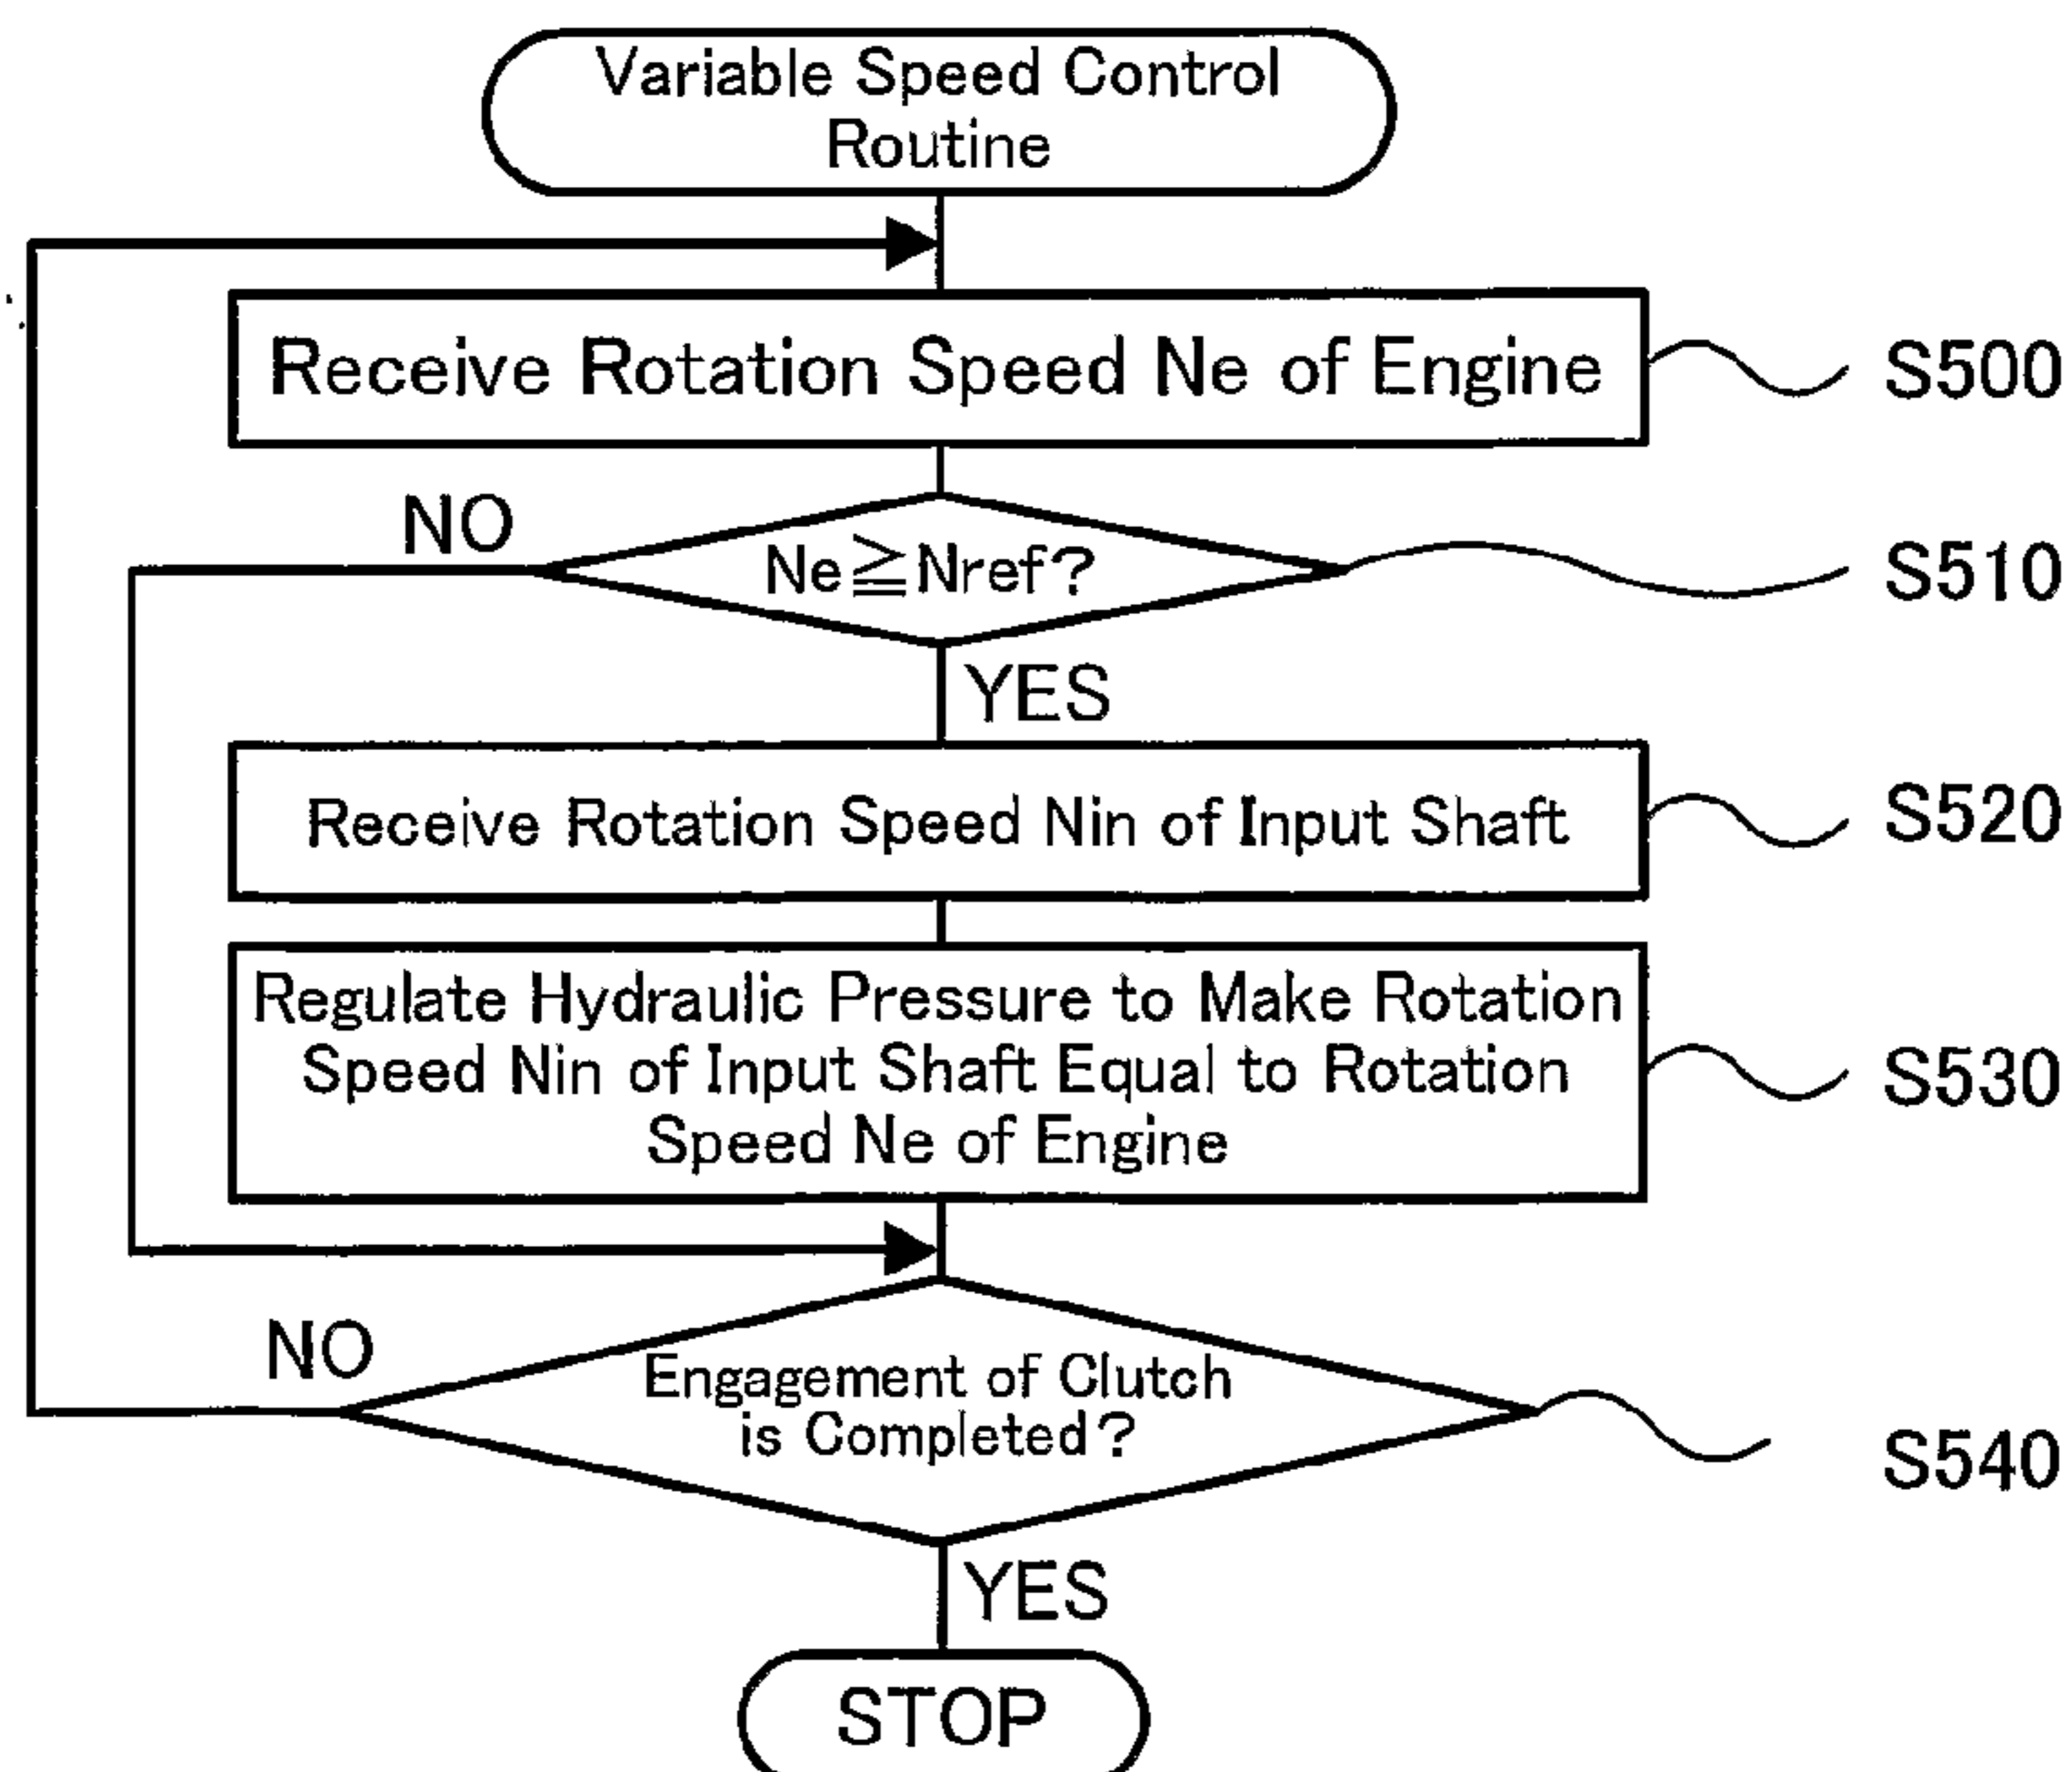 Variable Speed Control
Routine
Receive Rotation Speed Ne of Engine
S500
NO
Ne≧Nref?
S510
YES
Receive Rotation Speed Nin of Input Shaft
S520
Regulate Hydraulic Pressure to Make Rotation
Speed Nin of Input Shaft Equal to Rotation
Speed Ne of Engine
S530
NO
Engagement of Clutch
is Completed?
S540
YES
STOP